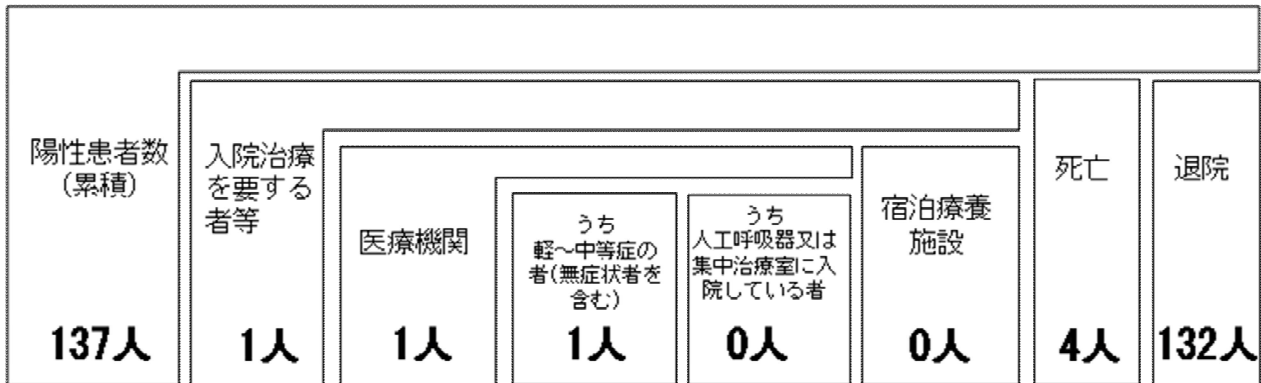 陽性患者数
(累積)
137人
入院治療
を要する
者等
1人
医療機関
1人
うち
軽～中等症の
者(無症状者を
含む)
1人
うち
人工呼吸器又は
集中治療室に入
院している者
0人
宿泊療養
施設
0人
死亡
4人
退院
132人